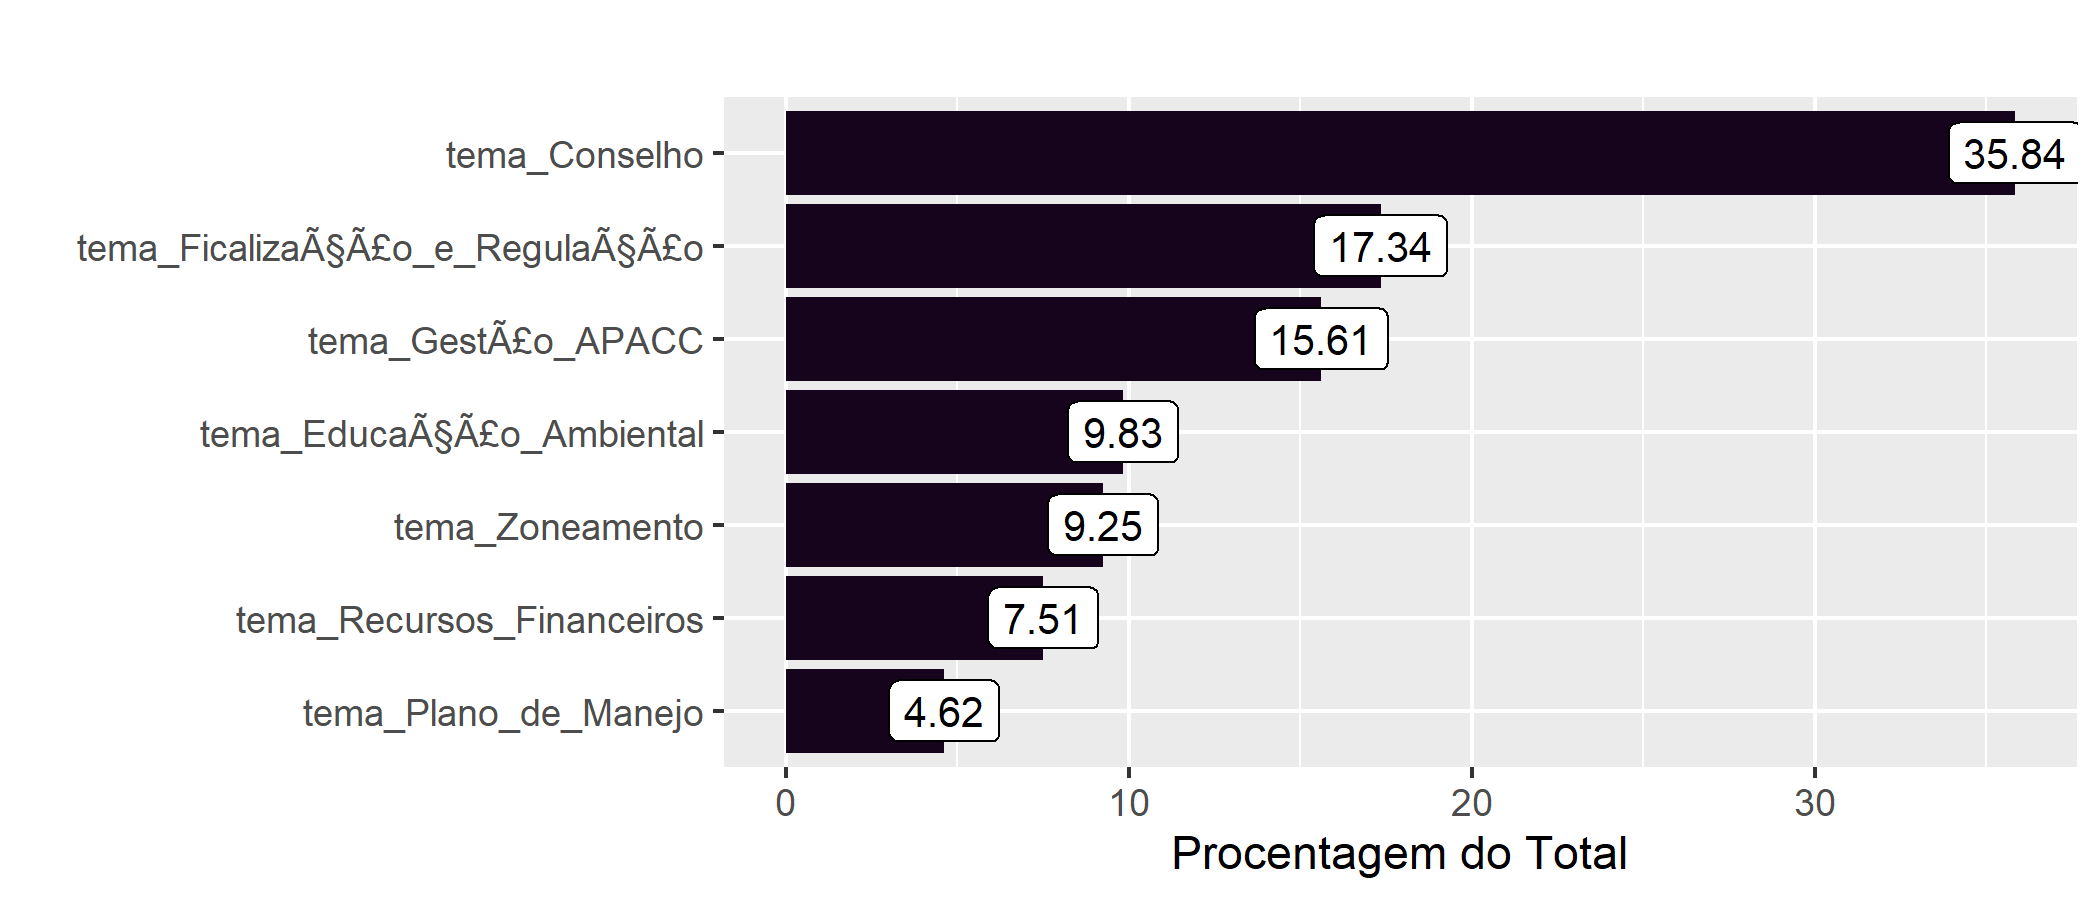 tema_Conselho 35.84
tema_FicalizaÃ§Ã£o_e_RegulaÃ§Ã£o 17.34
tema_GestÃ£o_APACC 15.61
tema_EducaÃ§Ã£o_Ambiental 9.83
tema_Zoneamento 9.25
tema_Recursos_Financeiros 7.51
tema_Plano_de_Manejo 4.62
0 10 20 30
Procentagem do Total